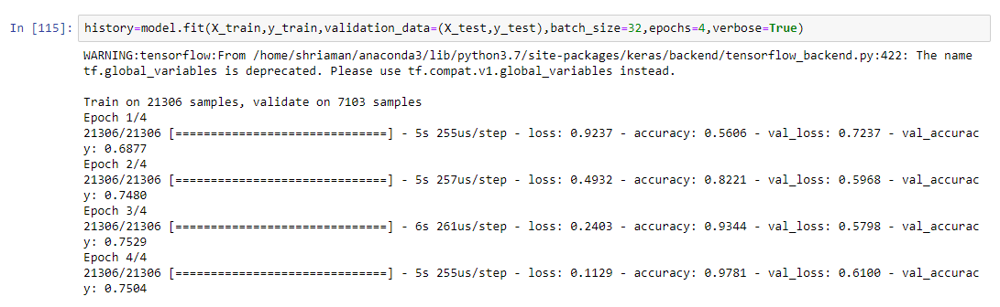 In [115]: history=model.fit(X_train,y_train,validation_data=(X_test,y_test),batch_size=32,epochs=4,verbose=True)
WARNING:tensorflow:From /home/shriaman/anaconda3/lib/python3.7/site-packages/keras/backend/tensorflow_backend.py:422: The name
tf.global_variables is deprecated. Please use tf.compat.v1.global_variables instead.

Train on 21306 samples, validate on 7103 samples
Epoch 1/4
21306/21306 [==============================] - 5s 255us/step - loss: 0.9237 - accuracy: 0.5606 - val_loss: 0.7237 - val_accurac
y: 0.6877
Epoch 2/4
21306/21306 [==============================] - 5s 257us/step - loss: 0.4932 - accuracy: 0.8221 - val_loss: 0.5968 - val_accurac
y: 0.7480
Epoch 3/4
21306/21306 [==============================] - 6s 261us/step - loss: 0.2403 - accuracy: 0.9344 - val_loss: 0.5798 - val_accurac
y: 0.7529
Epoch 4/4
21306/21306 [==============================] - 5s 255us/step - loss: 0.1129 - accuracy: 0.9781 - val_loss: 0.6100 - val_accurac
y: 0.7504